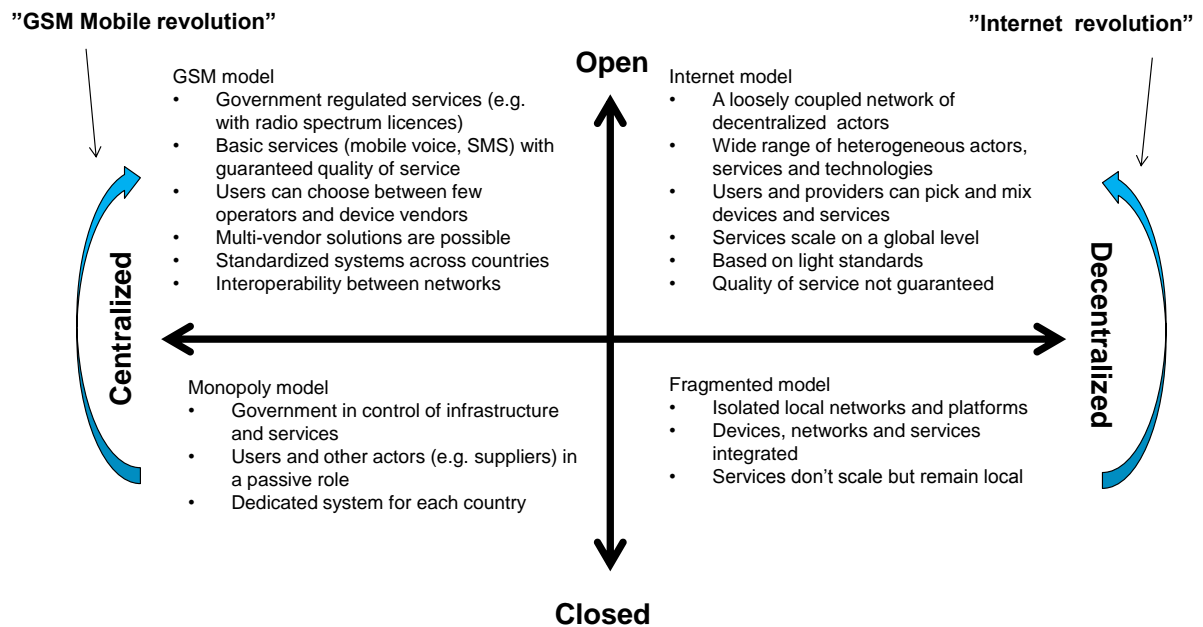 ”GSM Mobile revolution”
”Internet revolution”
Open
GSM model
• Government regulated services (e.g.
with radio spectrum licences)
• Basic services (mobile voice, SMS) with
guaranteed quality of service
• Users can choose between few
operators and device vendors
• Multi-vendor solutions are possible
• Standardized systems across countries
• Interoperability between networks
Internet model
• A loosely coupled network of
decentralized actors
• Wide range of heterogeneous actors,
services and technologies
• Users and providers can pick and mix
devices and services
• Services scale on a global level
• Based on light standards
• Quality of service not guaranteed
Centralized
Decentralized
Monopoly model
• Government in control of infrastructure
and services
• Users and other actors (e.g. suppliers) in
a passive role
• Dedicated system for each country
Fragmented model
• Isolated local networks and platforms
• Devices, networks and services
integrated
• Services don’t scale but remain local
Closed